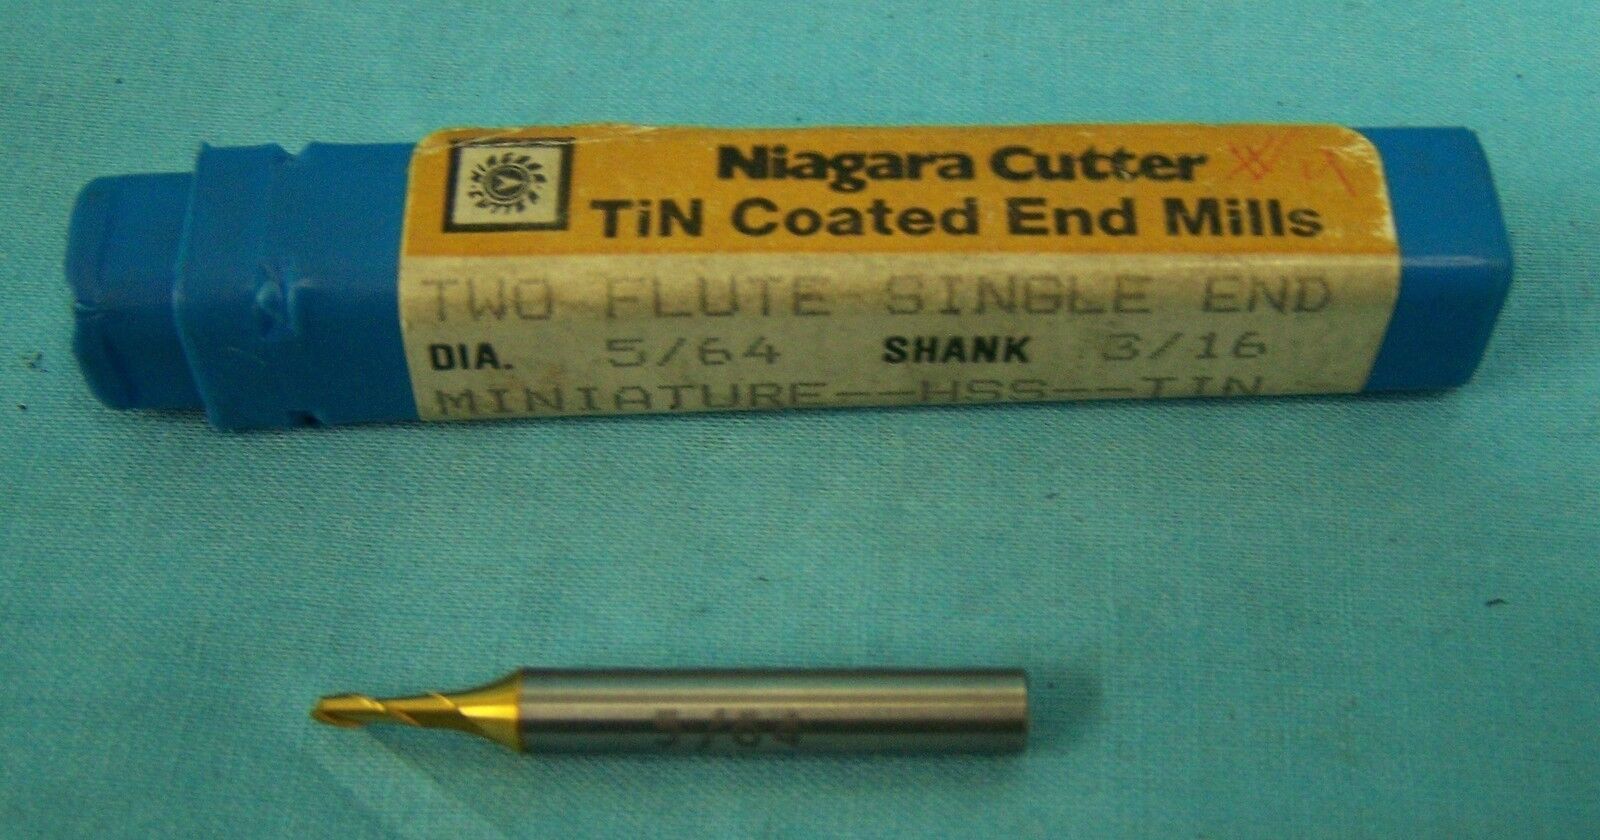 Niagara Cutter #4
TiN Coated End Mills
TWO FLUTE SINGLE END
DIA. 5/64 SHANK 3/16
MINIATURE--HSS--TIN
5/64